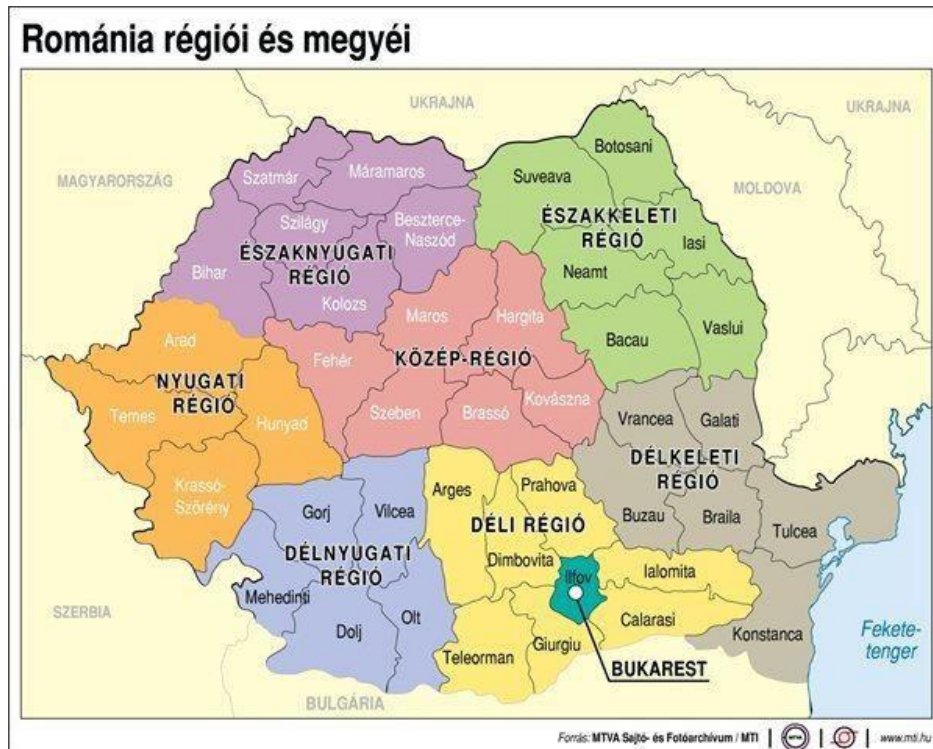 Románia régiói és megyéi
UKRAJNA
UKRAJNA
MAGYARORSZÁG
MOLDOVA
Szatmár
Máramaros
Szilágy
Beszterce-
Naszód
ÉSZAKNYUGATI
RÉGIÓ
Bihar
Kolozs
Botosani
Suveava
ÉSZAKKELETI
RÉGIÓ
Iasi
Neamt
Bacau
Vaslui
Maros
Hargita
Fehér
KÖZÉP-RÉGIÓ
Szeben
Brassó
Kovászna
Arad
NYUGATI
RÉGIÓ
Temes
Hunyad
Krassó-
Szörény
Vrancea
Galati
DÉLKELETI
RÉGIÓ
Buzau
Braila
Tulcea
Konstanca
Gorj
Vilcea
DÉLNYUGATI
RÉGIÓ
Mehedinti
Dolj
Olt
Arges
Prahova
DÉLI RÉGIÓ
Dimbovita
Ilfov
Ialomita
Calarasi
Giurgiu
Teleorman
BUKAREST
SZERBIA
BULGÁRIA
Fekete-
tenger
Forrás: MTVA Sajtó- és Fotóarchívum / MTI | MTVA | | www.mti.hu